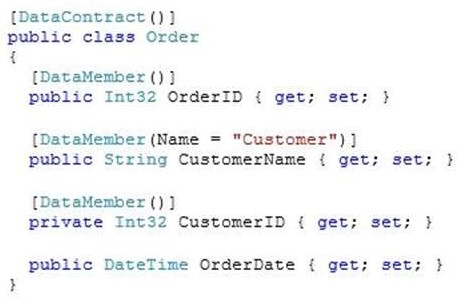 [DataContract()]
public class Order
{
[DataMember()]
public Int32 OrderID { get; set; }
[DataMember(Name = "Customer")]
public String CustomerName { get; set; }
[DataMember()]
private Int32 CustomerID { get; set; }
public DateTime OrderDate { get; set; }
}